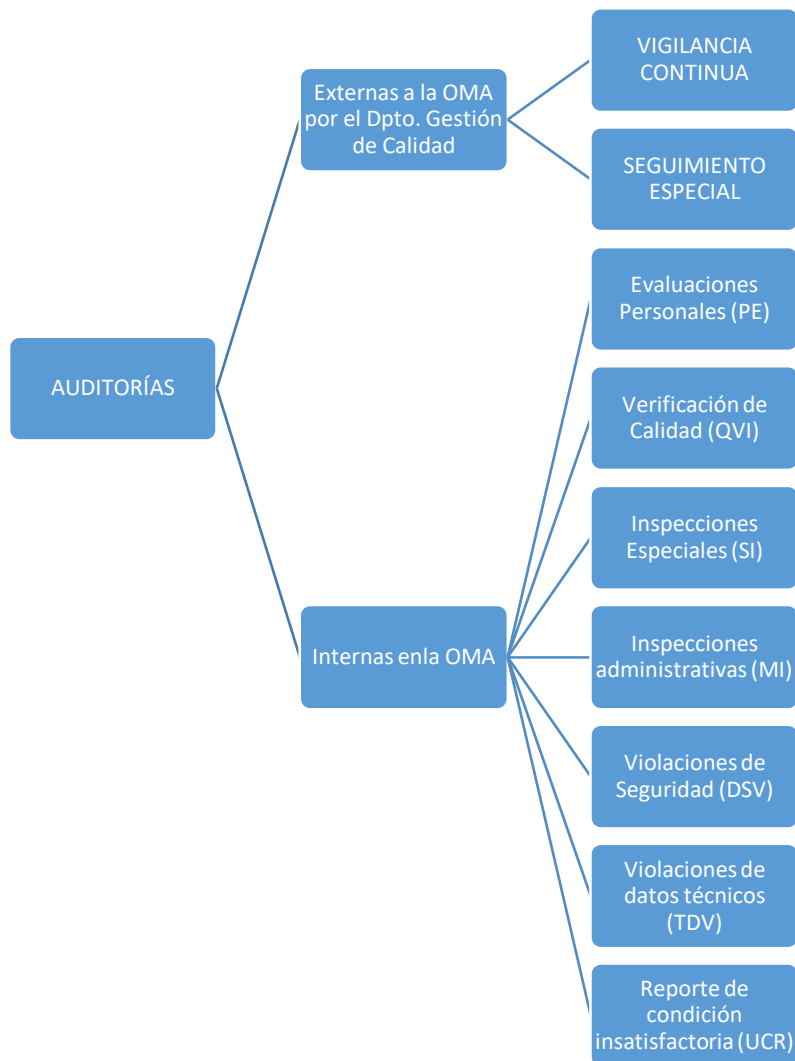 AUDITORÍAS
Externas a la OMA
por el Dpto. Gestión
de Calidad
VIGILANCIA
CONTINUA
SEGUIMIENTO
ESPECIAL
Internas enla OMA
Evaluaciones
Personales (PE)
Verificación de
Calidad (QVI)
Inspecciones
Especiales (SI)
Inspecciones
administrativas (MI)
Violaciones de
Seguridad (DSV)
Violaciones de
datos técnicos
(TDV)
Reporte de
condición
insatisfactoria (UCR)